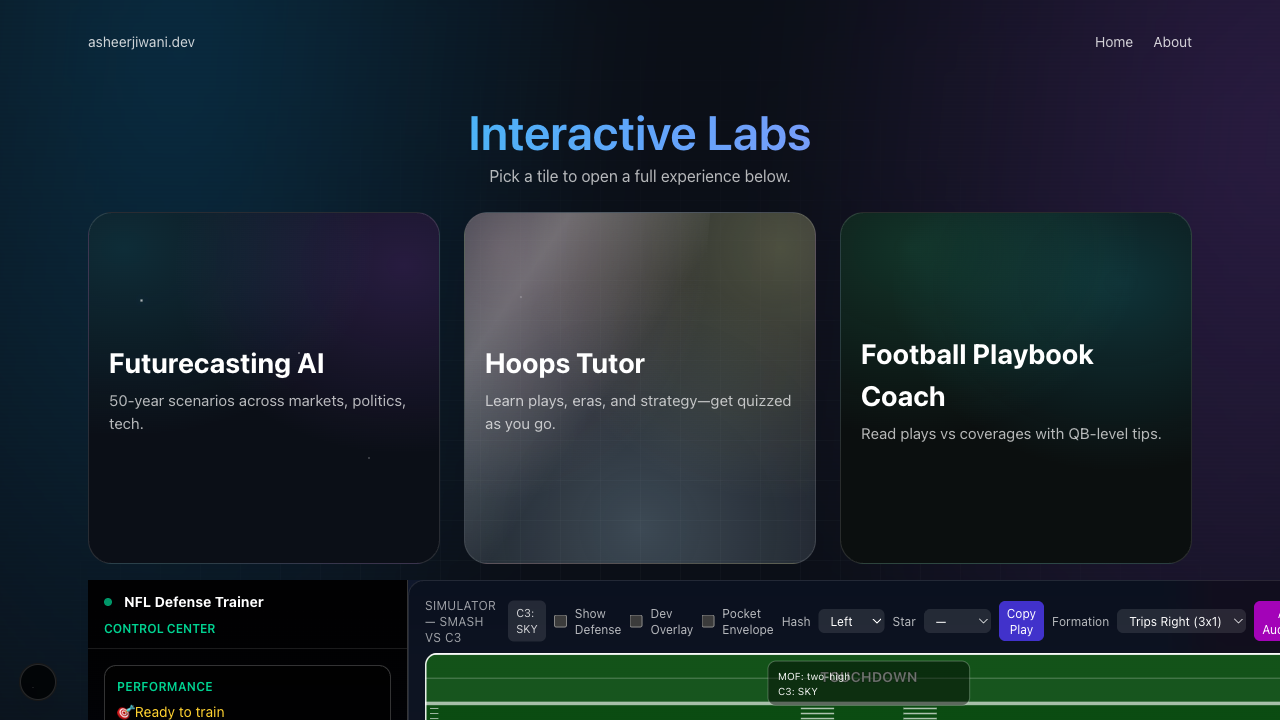 asheerjiwani.dev
Home About
Interactive Labs
Pick a tile to open a full experience below.
Futurecasting AI
50-year scenarios across markets, politics,
tech.
Hoops Tutor
Learn plays, eras, and strategy—get quizzed
as you go.
Football Playbook
Coach
Read plays vs coverages with QB-level tips.
NFL Defense Trainer
CONTROL CENTER
PERFORMANCE
🎯Ready to train
SIMULATOR
— SMASH
VS C3
C3:
SKY
Show
Defense
Dev
Overlay
Pocket
Envelope
Hash
Left
Star
—
Copy
Play
Formation
Trips Right (3x1)
MOF: two-high
C3: SKY
TOUCHDOWN